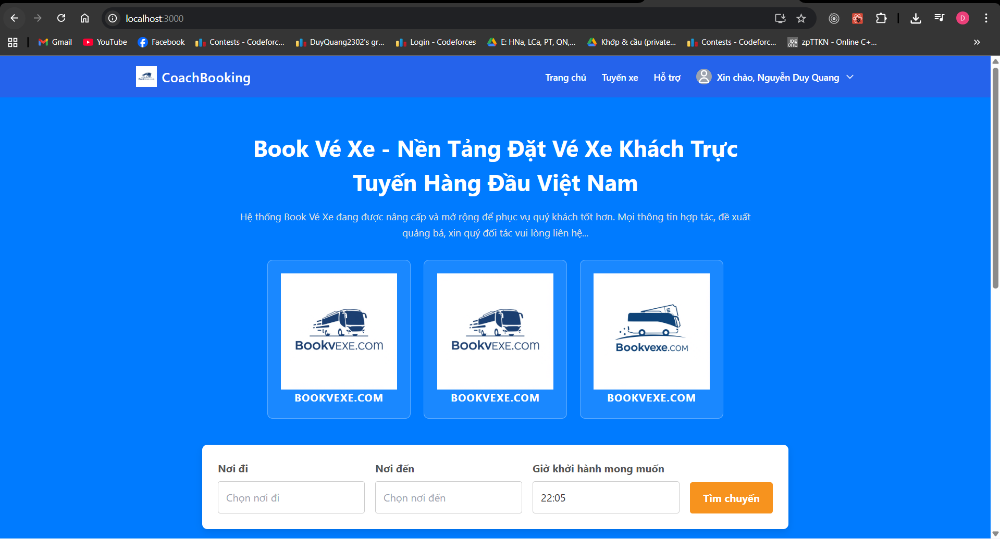 localhost:3000
D
Gmail
YouTube
Facebook
Contests - Codeforc...
DuyQuang2302's gr...
Login - Codeforces
E: HNa, LCa, PT, QN,...
Khớp & cầu (private...
Contests - Codeforc...
IDE
ONE
zpTTKN - Online C+...
Bookvexe.com
CoachBooking
Trang chủ
Tuyến xe
Hỗ trợ
Xin chào, Nguyễn Duy Quang
Book Vé Xe - Nền Tảng Đặt Vé Xe Khách Trực
Tuyến Hàng Đầu Việt Nam
Hệ thống Book Vé Xe đang được nâng cấp và mở rộng để phục vụ quý khách tốt hơn. Mọi thông tin hợp tác, đề xuất
quảng bá, xin quý đối tác vui lòng liên hệ...
BOOKVEXE.COM
BOOKVEXE.COM
BOOKVEXE.COM
BOOKVEXE.COM
Bookvexe.COM
BOOKVEXE.COM
Nơi đi
Nơi đến
Giờ khởi hành mong muốn
Chọn nơi đi
Chọn nơi đến
22:05
Tìm chuyến